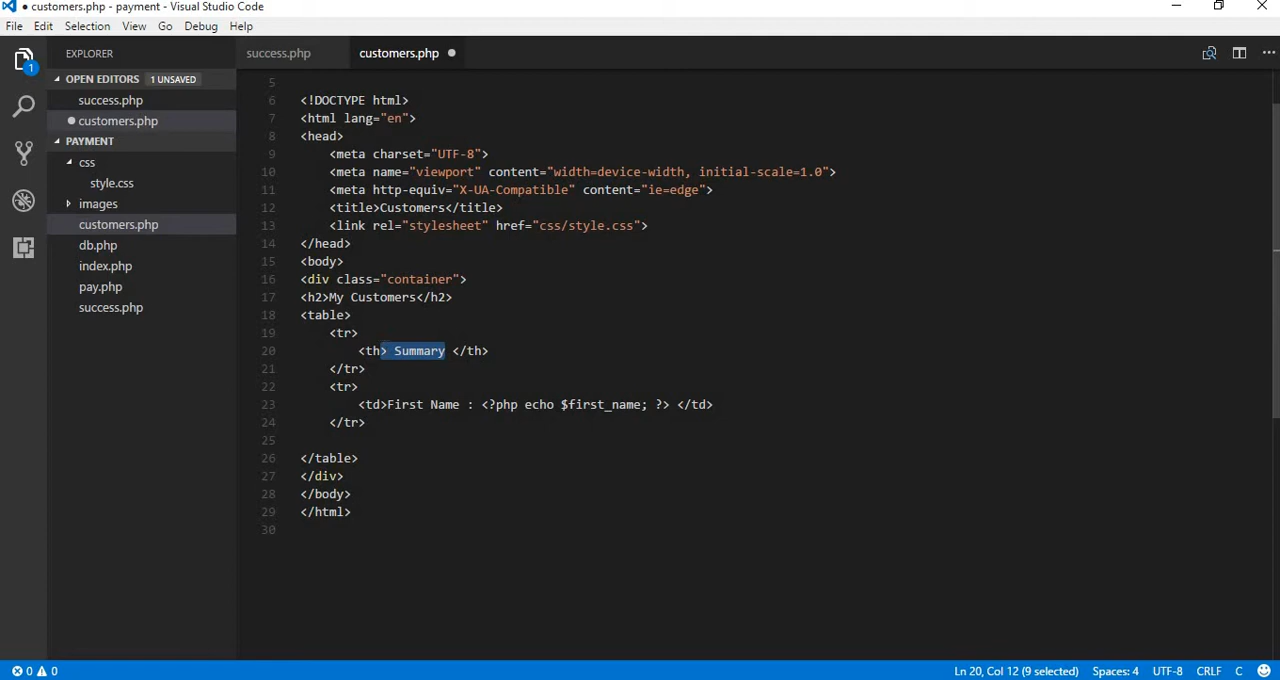 ● customers.php - payment - Visual Studio Code
File Edit Selection View Go Debug Help
EXPLORER
OPEN EDITORS 1 UNSAVED
success.php
● customers.php
PAYMENT
css
style.css
images
customers.php
db.php
index.php
pay.php
success.php
1
success.php customers.php ●
5
6 <!DOCTYPE html>
7 <html lang="en">
8 <head>
9 <meta charset="UTF-8">
10 <meta name="viewport" content="width=device-width, initial-scale=1.0">
11 <meta http-equiv="X-UA-Compatible" content="ie=edge">
12 <title>Customers</title>
13 <link rel="stylesheet" href="css/style.css">
14 </head>
15 <body>
16 <div class="container">
17 <h2>My Customers</h2>
18 <table>
19 <tr>
20 <th> Summary </th>
21 </tr>
22 <tr>
23 <td>First Name : <?php echo $first_name; ?> </td>
24 </tr>
25
26 </table>
27 </div>
28 </body>
29 </html>
30
0 0 Ln 20, Col 12 (9 selected) Spaces: 4 UTF-8 CRLF C